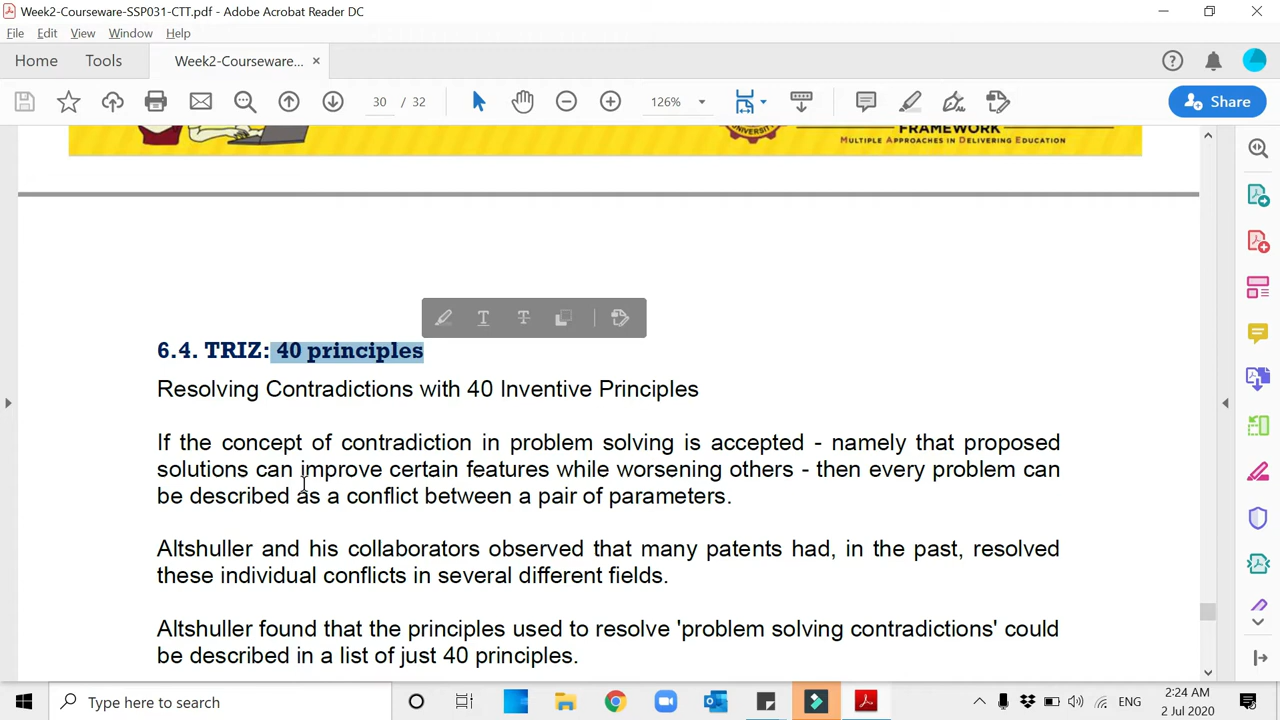 Week2-Courseware-SSP031-CTT.pdf - Adobe Acrobat Reader DC
File Edit View Window Help
Home Tools Week2-Courseware... ×
30 / 32 126% Share
UNIVERSITY FRAMEWORK
MULTIPLE APPROACHES IN DELIVERING EDUCATION
6.4. TRIZ: 40 principles
Resolving Contradictions with 40 Inventive Principles
If the concept of contradiction in problem solving is accepted - namely that proposed
solutions can improve certain features while worsening others - then every problem can
be described as a conflict between a pair of parameters.
Altshuller and his collaborators observed that many patents had, in the past, resolved
these individual conflicts in several different fields.
Altshuller found that the principles used to resolve 'problem solving contradictions' could
be described in a list of just 40 principles.
Type here to search
ENG
2:24 AM
2 Jul 2020